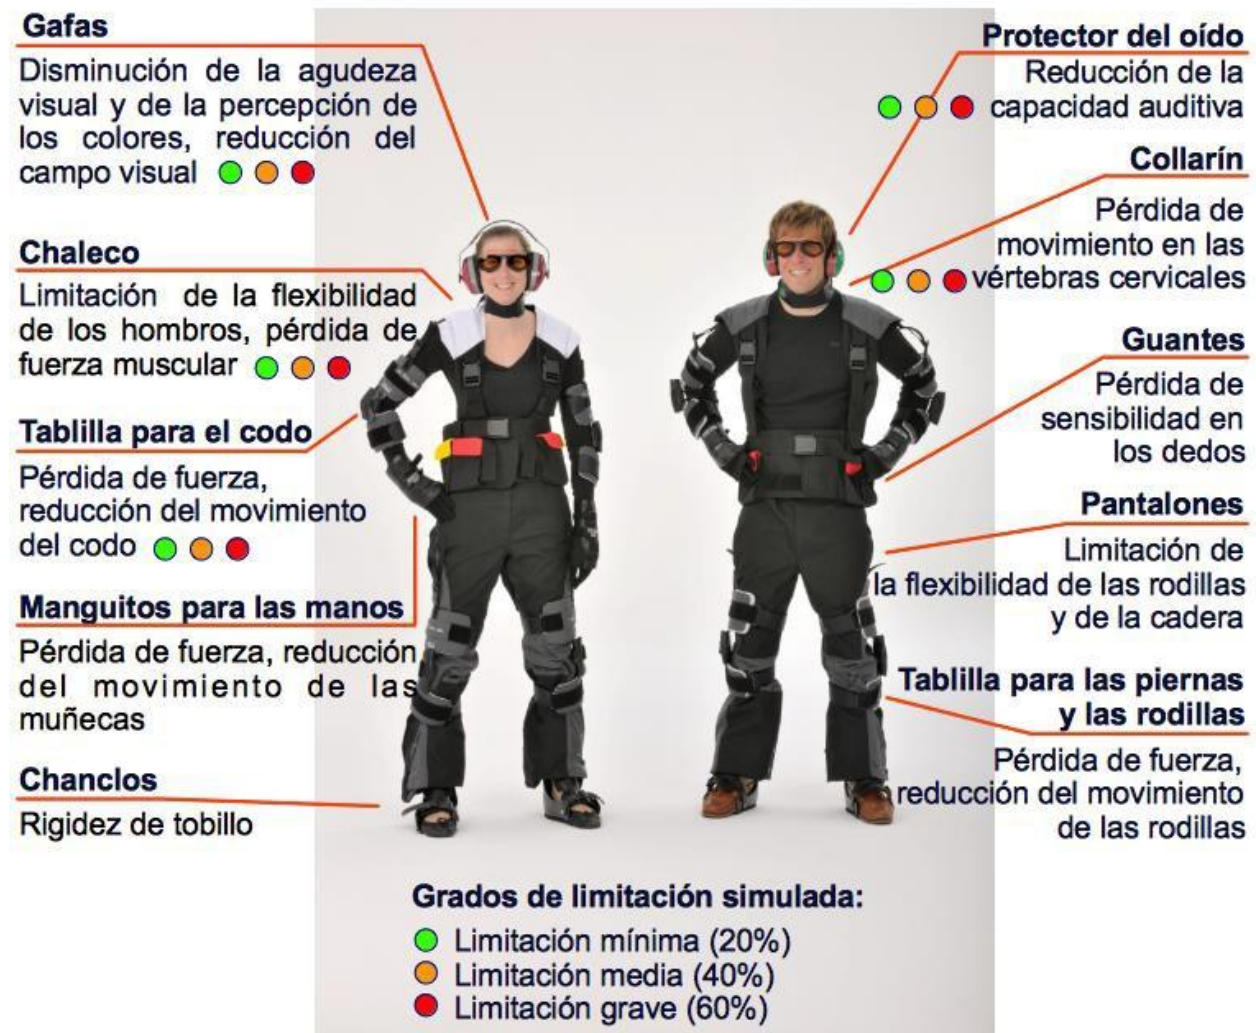 Gafas
Disminución de la agudeza
visual y de la percepción de
los colores, reducción del
campo visual
Chaleco
Limitación de la flexibilidad
de los hombros, pérdida de
fuerza muscular
Tablilla para el codo
Pérdida de fuerza,
reducción del movimiento
del codo
Manguitos para las manos
Pérdida de fuerza, reducción
del movimiento de las
muñecas
Chanclos
Rigidez de tobillo
Protector del oído
Reducción de la
capacidad auditiva
Collarín
Pérdida de
movimiento en las
vértebras cervicales
Guantes
Pérdida de
sensibilidad en
los dedos
Pantalones
Limitación de
la flexibilidad de las rodillas
y de la cadera
Tablilla para las piernas
y las rodillas
Pérdida de fuerza,
reducción del movimiento
de las rodillas
Grados de limitación simulada:
Limitación mínima (20%)
Limitación media (40%)
Limitación grave (60%)